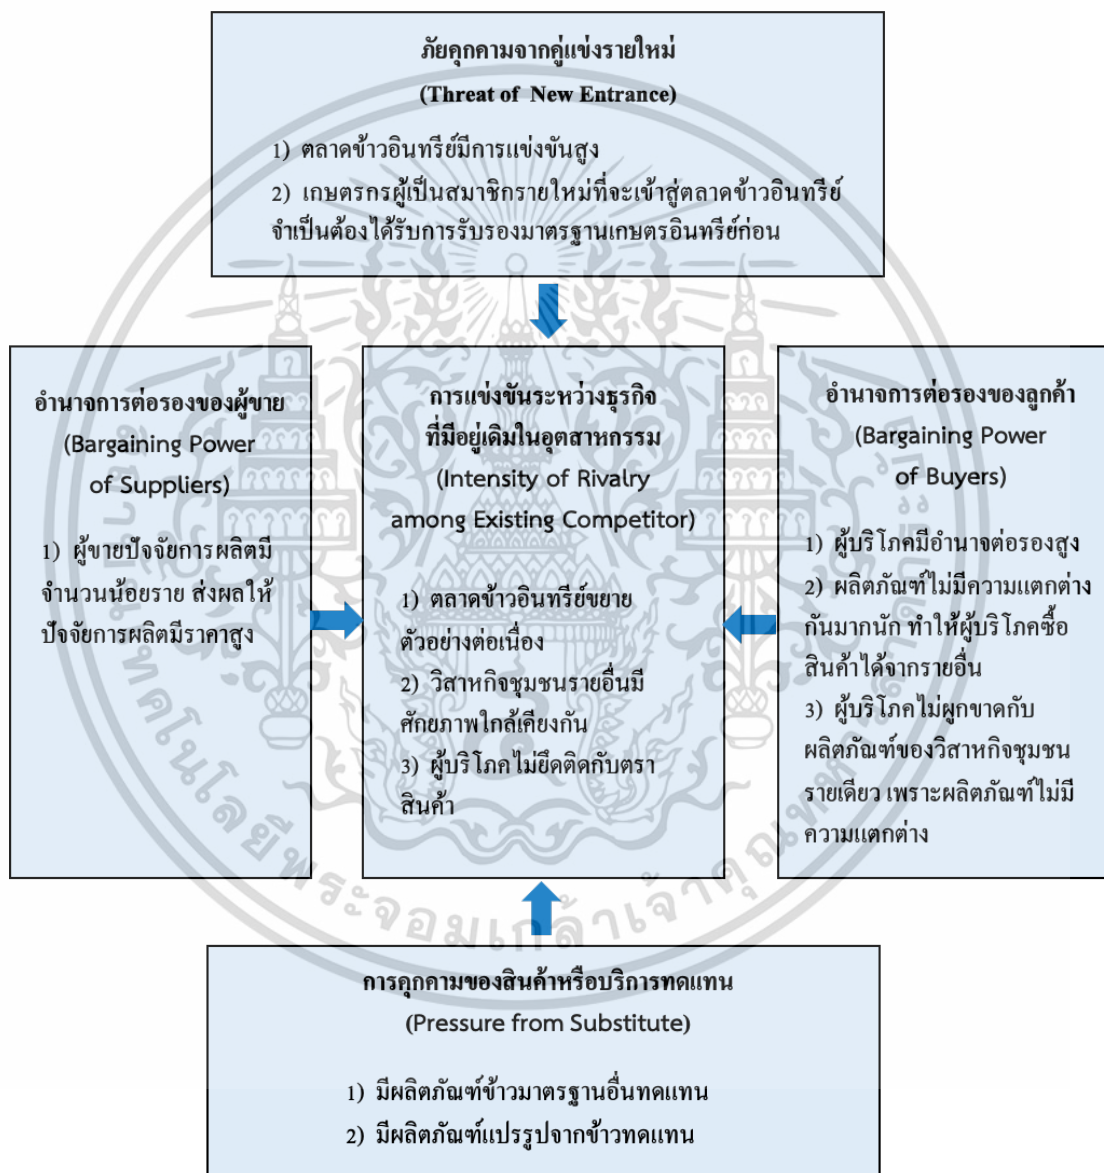 ภัยคุกคามจากคู่แข่งรายใหม่
(Threat of New Entrance)
1) ตลาดข้าวอินทรีย์มีการแข่งขันสูง
2) เกษตรกรผู้เป็นสมาชิกรายใหม่ที่จะเข้าสู่ตลาดข้าวอินทรีย์
จำเป็นต้องได้รับการรับรองมาตรฐานเกษตรอินทรีย์ก่อน
อำนาจการต่อรองของผู้ขาย
(Bargaining Power
of Suppliers)
1) ผู้ขายปัจจัยการผลิตมี
จำนวนน้อยราย ส่งผลให้
ปัจจัยการผลิตมีราคาสูง
การแข่งขันระหว่างธุรกิจ
ที่มีอยู่เดิมในอุตสาหกรรม
(Intensity of Rivalry
among Existing Competitor)
1) ตลาดข้าวอินทรีย์ขยาย
ตัวอย่างต่อเนื่อง
2) วิสาหกิจชุมชนรายอื่นมี
ศักยภาพใกล้เคียงกัน
3) ผู้บริโภคไม่ยึดติดกับตรา
สินค้า
อำนาจการต่อรองของลูกค้า
(Bargaining Power
of Buyers)
1) ผู้บริโภคมีอำนาจต่อรองสูง
2) ผลิตภัณฑ์ไม่มีความแตกต่าง
กันมากนัก ทำให้ผู้บริโภคซื้อ
สินค้าได้จากรายอื่น
3) ผู้บริโภคไม่ผูกขาดกับ
ผลิตภัณฑ์ของวิสาหกิจชุมชน
รายเดียว เพราะผลิตภัณฑ์ไม่มี
ความแตกต่าง
การคุกคามของสินค้าหรือบริการทดแทน
(Pressure from Substitute)
1) มีผลิตภัณฑ์ข้าวมาตรฐานอื่นทดแทน
2) มีผลิตภัณฑ์แปรรูปจากข้าวทดแทน